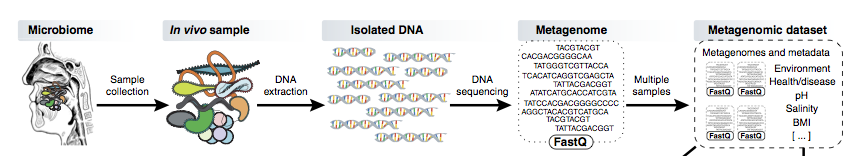 Microbiome
In vivo sample
Isolated DNA
Metagenome
Metagenomic dataset
Sample
collection
DNA
extraction
DNA
sequencing
TACGTACGT
CACGACGGGGCAA
TATGGGTCGTTACCA
TCACATCAGGTCGAGCTA
TATTACGACGGT
ATATCATGCACCATCGTA
TATCCACGACGGGGCCCC
AGGCTACACGTCATGCA
TACGTACGT
TATTACGACGGT
FastQ
Multiple
samples
Metagenomes and metadata
FastQ FastQ
FastQ FastQ
Environment
Health/disease
pH
Salinity
BMI
[ ... ]